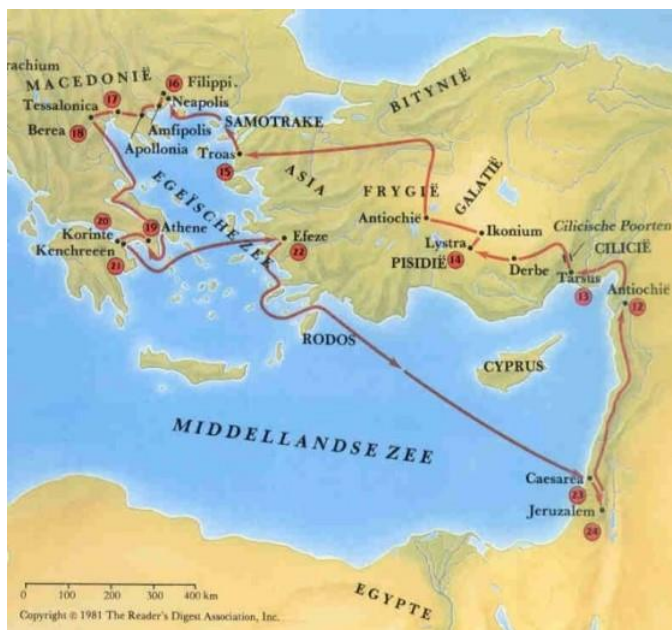 rachium
MACEDONIË
16
Filippi
Neapolis
17
Tessalonica
18
Berea
Amfipolis
Apollonia
SAMOTRAKE
BITYNIË
Troas
15
ASIA
EGEÏSCHE ZEE
FRYGIË
GALATIË
Antiochië
Ikonium
Lystra
PISIDIË
14
Derbe
Cilicische Poorten
CILICIË
Tarsus
13
Antiochië
12
20
19
Athene
Korinte
Kenchreeën
21
Efeze
22
RODOS
CYPRUS
MIDDELLANDSE ZEE
Caesarea
23
Jeruzalem
24
EGYPTE
0 100 200 300 400 km
Copyright © 1981 The Reader's Digest Association, Inc.